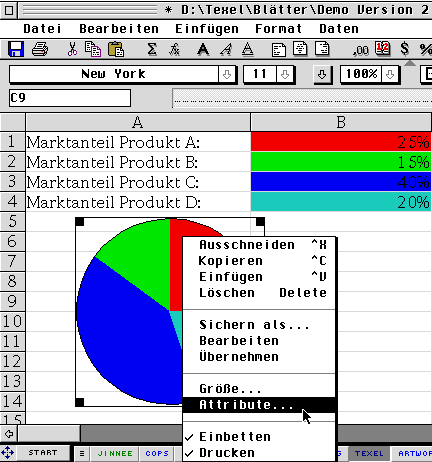 * D:\Texel\Blätter\Demo Version 2
Datei Bearbeiten Einfügen Format Daten
,00 12 $ %
New York 11 100%
C9
A B
1 Marktanteil Produkt A: 25%
2 Marktanteil Produkt B: 15%
3 Marktanteil Produkt C: 40%
4 Marktanteil Produkt D: 20%
5
6
7
8
9
10
11
12
13
14
15
Ausschneiden ^X
Kopieren ^C
Einfügen ^V
Löschen Delete
Sichern als...
Bearbeiten
Übernehmen
Größe...
Attribute...
✓ Einbetten
✓ Drucken
START JINNEE COPS G TEXEL ARTWOR